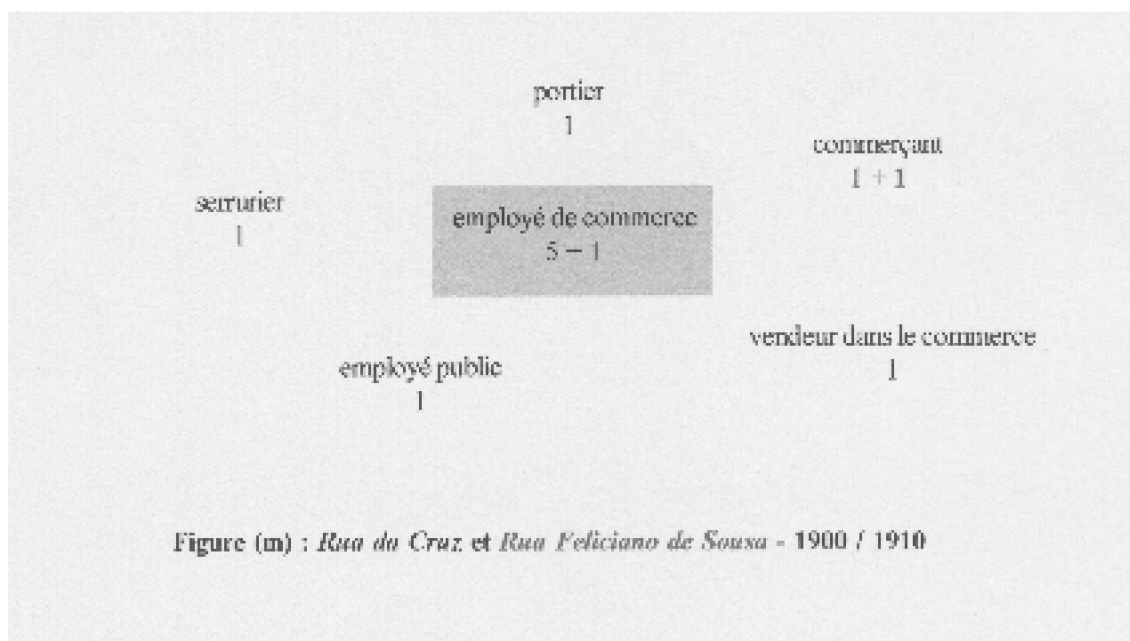 portier
1
commerçant
1 + 1
serrurier
1
employé de commerce
5 – 1
vendeur dans le commerce
1
employé public
1
Figure (m) : Rua da Cruz et Rua Feliciano de Sousa - 1900 / 1910